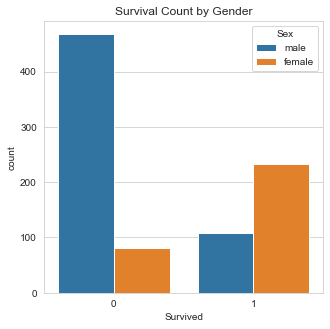 Survival Count by Gender
Sex
male
female
400
300
200
100
0
count
0 1
Survived